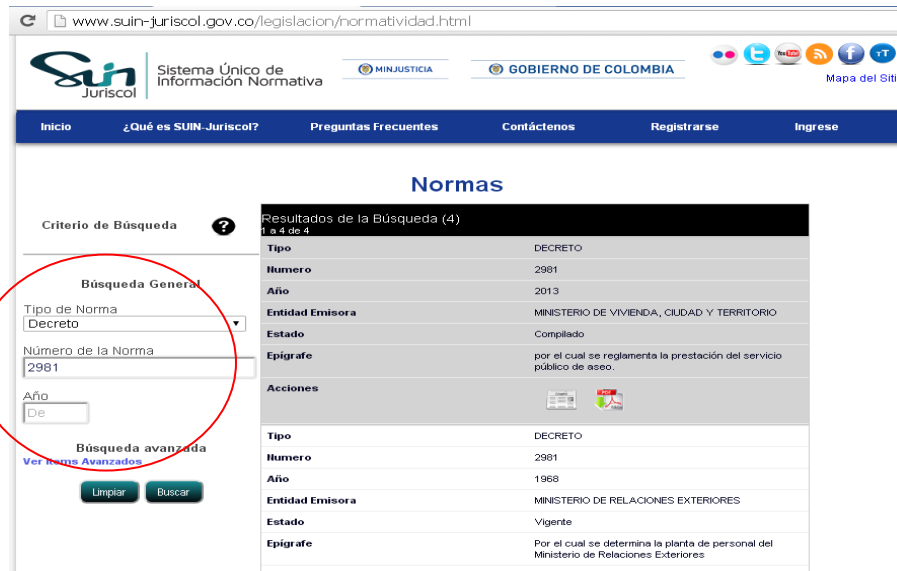 www.suin-juriscol.gov.co/legislacion/normatividad.html
Suin
Juriscol
Sistema Único de
Información Normativa
MINJUSTICIA
GOBIERNO DE COLOMBIA
You Tube
Mapa del Siti
Inicio
¿Qué es SUIN-Juriscol?
Preguntas Frecuentes
Contáctenos
Registrarse
Ingrese
Normas
Criterio de Búsqueda
?
Búsqueda General
Tipo de Norma
Decreto
Número de la Norma
2981
Año
De
Búsqueda avanzada
Ver Items Avanzados
Limpiar
Buscar
Resultados de la Búsqueda (4)
1 a 4 de 4
Tipo DECRETO
Numero 2981
Año 2013
Entidad Emisora MINISTERIO DE VIVIENDA, CIUDAD Y TERRITORIO
Estado Compilado
Epígrafe por el cual se reglamenta la prestación del servicio
público de aseo.
Acciones
PDF
Tipo DECRETO
Numero 2981
Año 1968
Entidad Emisora MINISTERIO DE RELACIONES EXTERIORES
Estado Vigente
Epígrafe Por el cual se determina la planta de personal del
Ministerio de Relaciones Exteriores